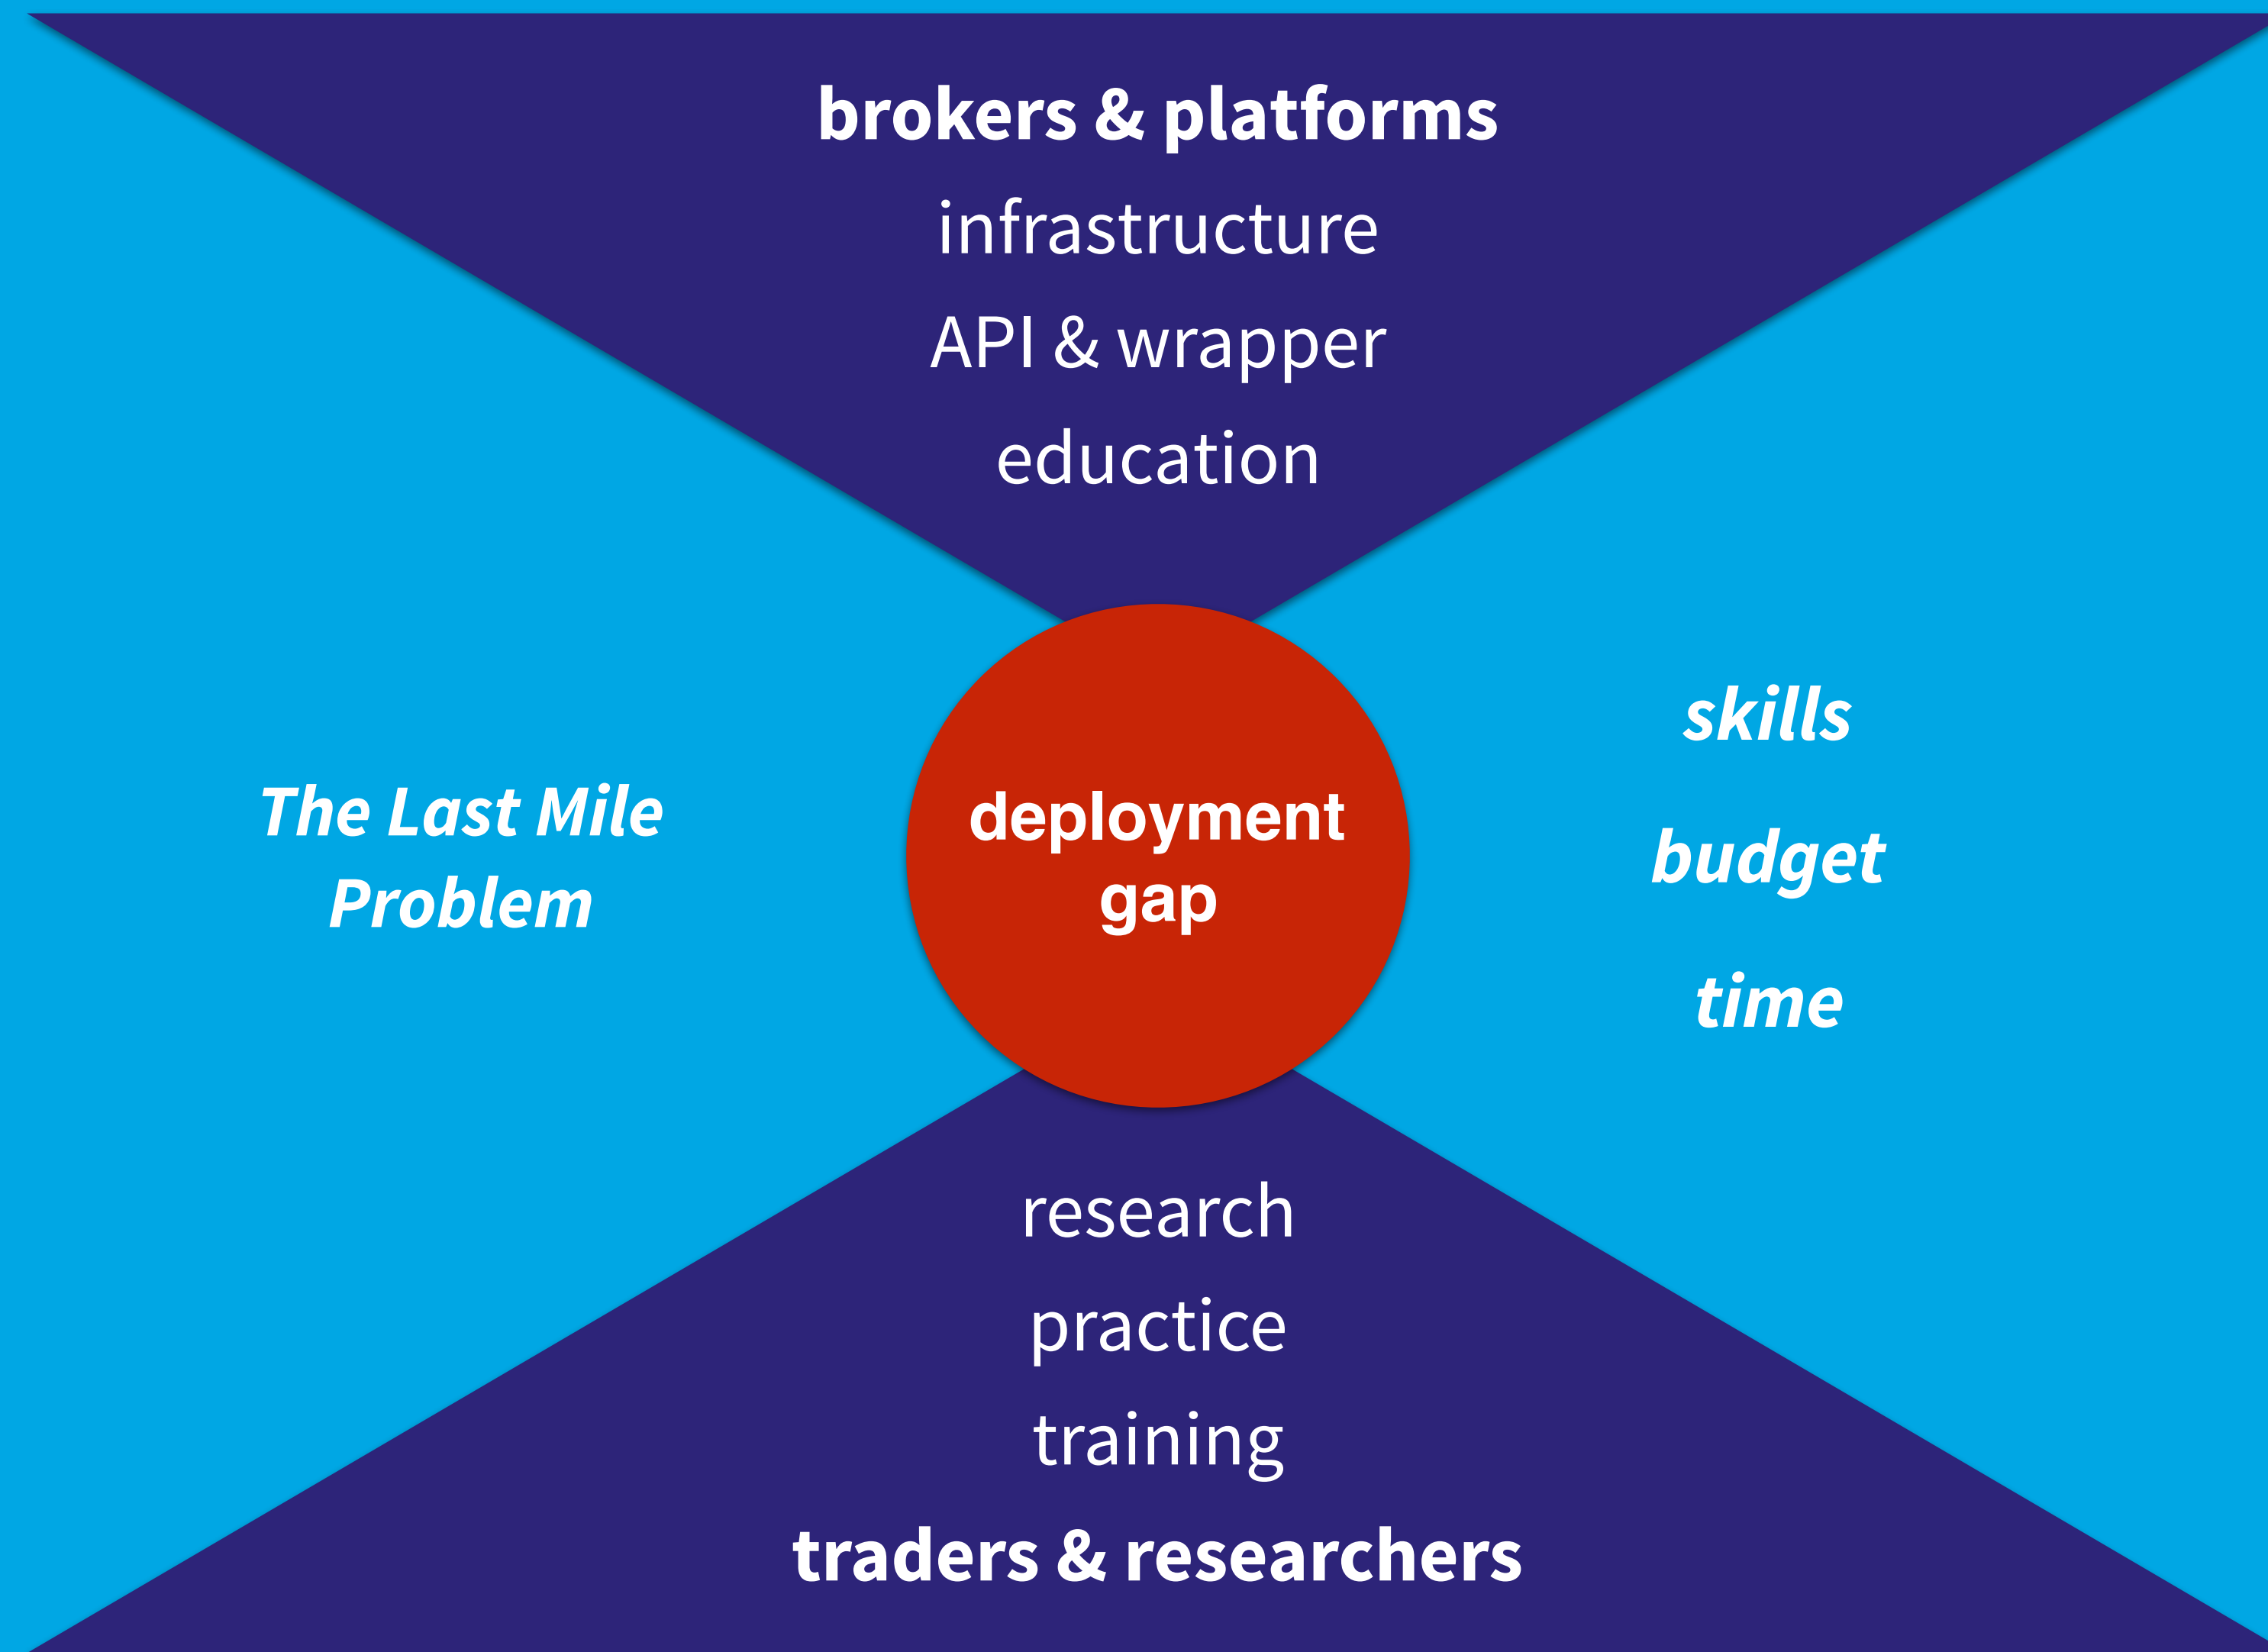 brokers & platforms
infrastructure
API & wrapper
education
The Last Mile
Problem
deployment
gap
skills
budget
time
research
practice
training
traders & researchers